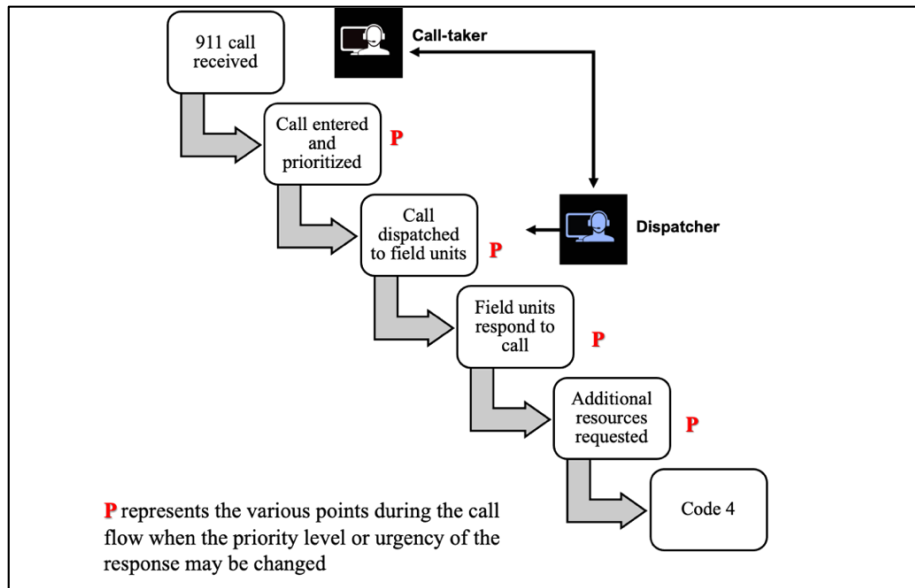 911 call
received
Call-taker
Call entered
and
prioritized
P
Call
dispatched
to field units
P
Dispatcher
Field units
respond to
call
P
Additional
resources
requested
P
Code 4
P represents the various points during the call
flow when the priority level or urgency of the
response may be changed